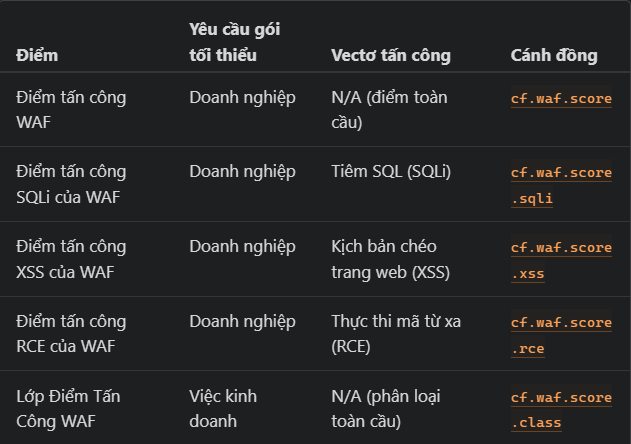 Điểm
Yêu cầu gói
tối thiểu
Vectơ tấn công
Cánh đồng
Điểm tấn công
WAF
Doanh nghiệp
N/A (điểm toàn
cầu)
cf.waf.score
Điểm tấn công
SQLi của WAF
Doanh nghiệp
Tiêm SQL (SQLi)
cf.waf.score
.sqli
Điểm tấn công
XSS của WAF
Doanh nghiệp
Kịch bản chéo
trang web (XSS)
cf.waf.score
.xss
Điểm tấn công
RCE của WAF
Doanh nghiệp
Thực thi mã từ xa
(RCE)
cf.waf.score
.rce
Lớp Điểm Tấn
Công WAF
Việc kinh
doanh
N/A (phân loại
toàn cầu)
cf.waf.score
.class